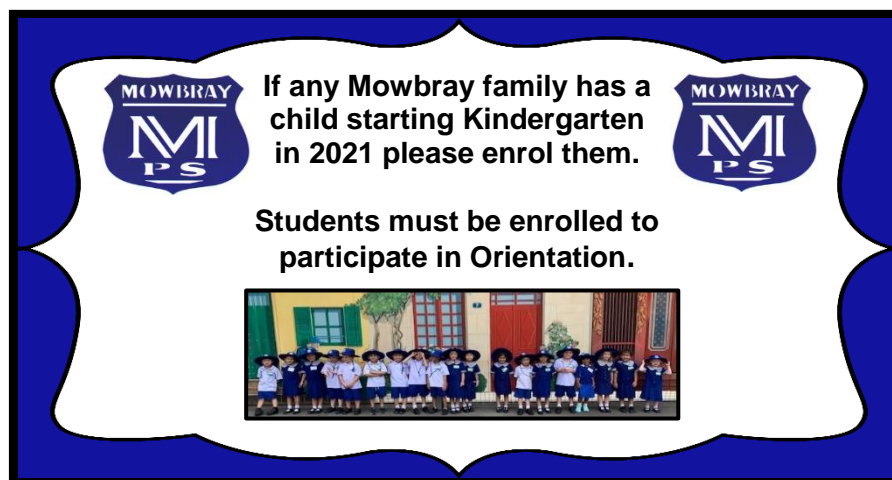 MOWBRAY
M
PS
If any Mowbray family has a
child starting Kindergarten
in 2021 please enrol them.
MOWBRAY
M
PS
Students must be enrolled to
participate in Orientation.